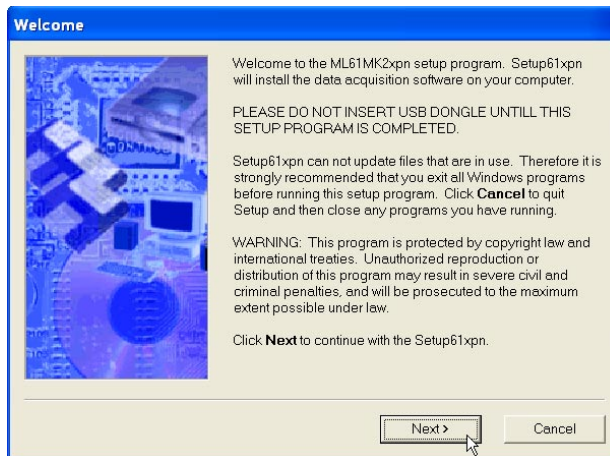 Welcome
Welcome to the ML61MK2xpn setup program. Setup61xpn
will install the data acquisition software on your computer.
PLEASE DO NOT INSERT USB DONGLE UNTILL THIS
SETUP PROGRAM IS COMPLETED.
Setup61xpn can not update files that are in use. Therefore it is
strongly recommended that you exit all Windows programs
before running this setup program. Click Cancel to quit
Setup and then close any programs you have running.
WARNING: This program is protected by copyright law and
international treaties. Unauthorized reproduction or
distribution of this program may result in severe civil and
criminal penalties, and will be prosecuted to the maximum
extent possible under law.
Click Next to continue with the Setup61xpn.
Next >
Cancel